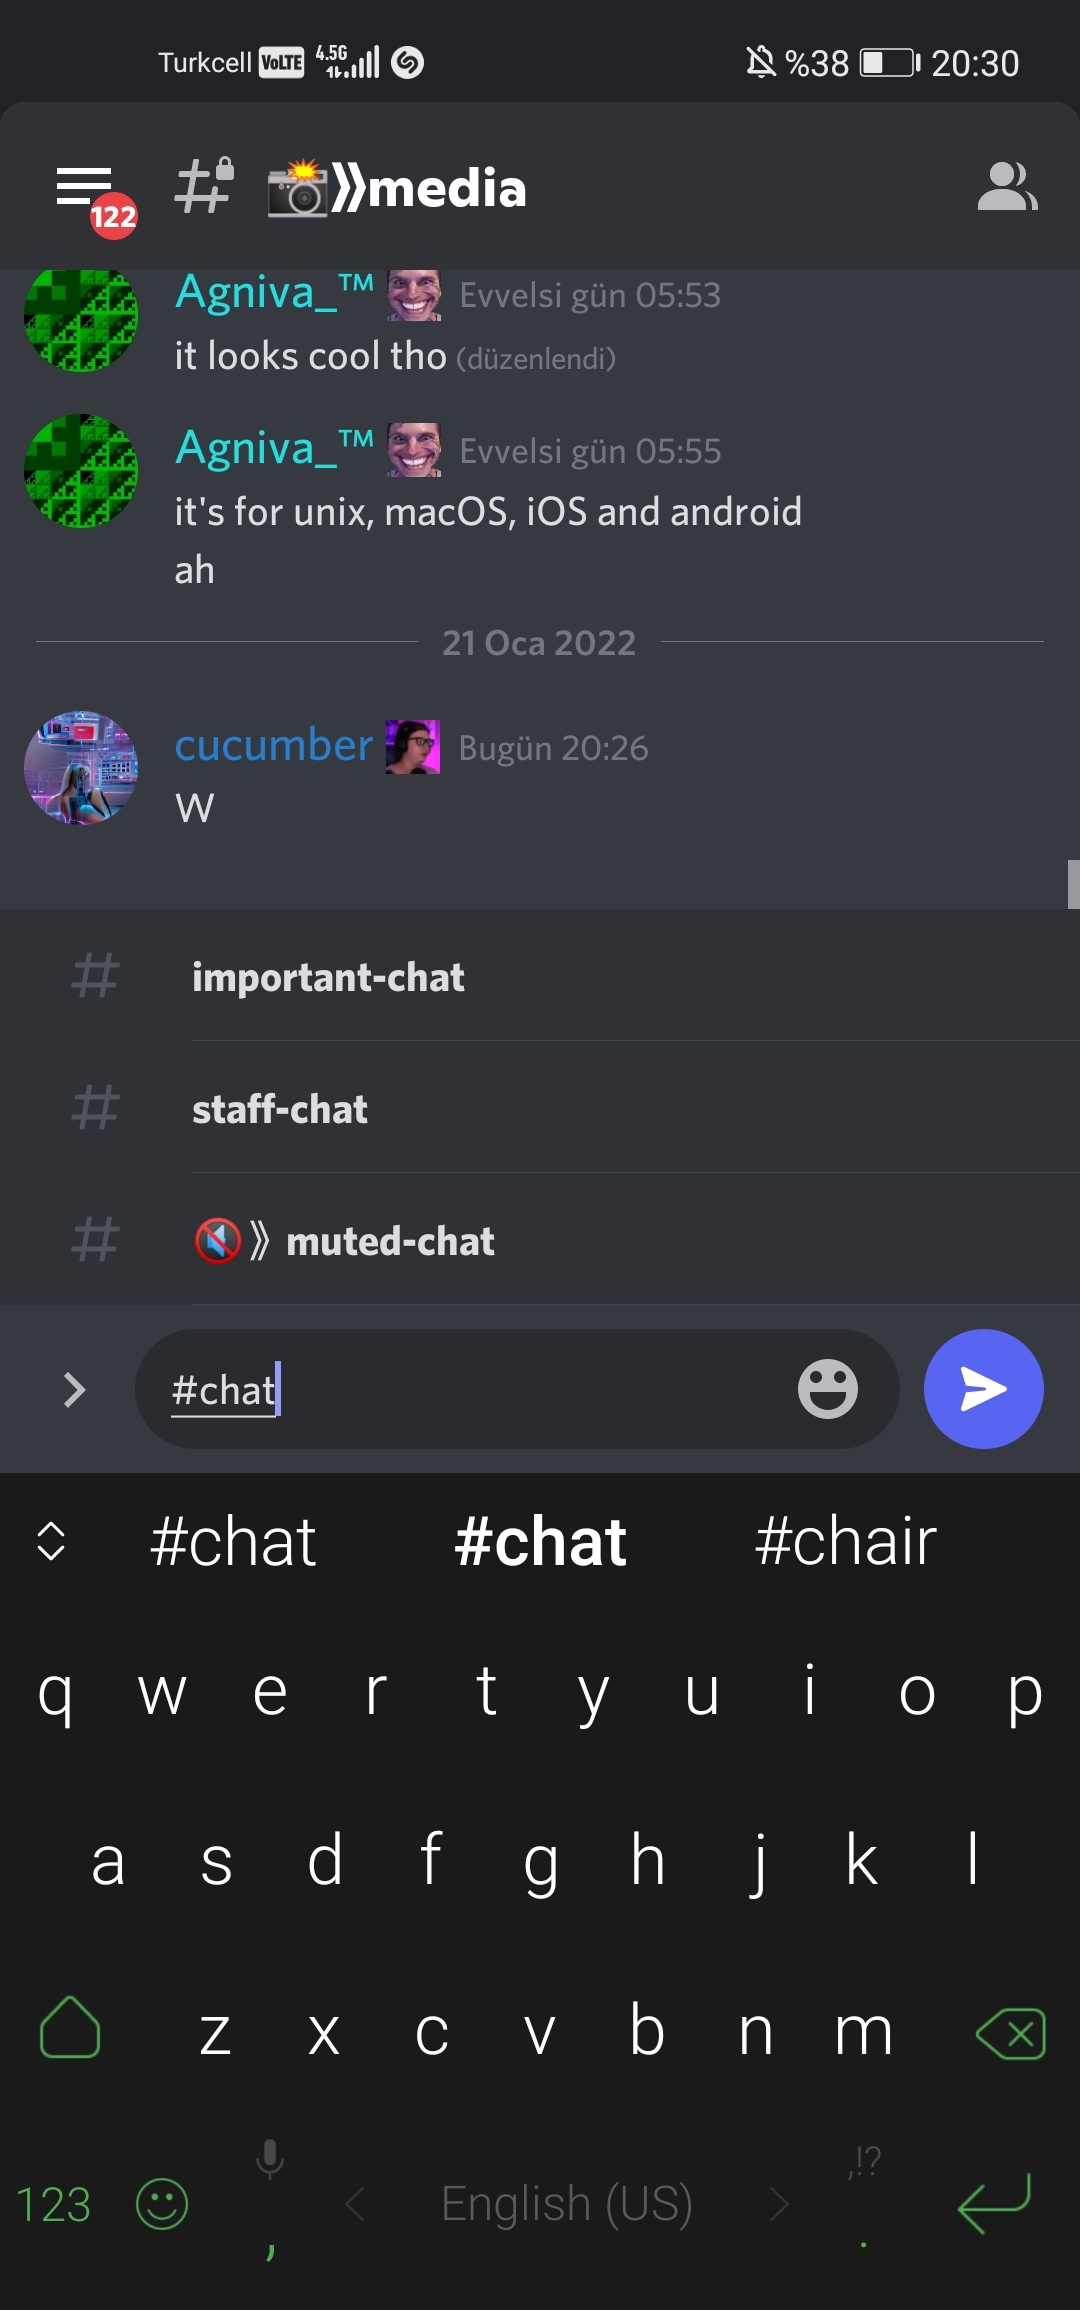 Turkcell VoLTE 4.5G %38 20:30
122 📸⟫media
Agniva_™ Evvelsi gün 05:53
it looks cool tho (düzenlendi)
Agniva_™ Evvelsi gün 05:55
it's for unix, macOS, iOS and android
ah
21 Oca 2022
cucumber Bugün 20:26
W
# important-chat
# staff-chat
# 🔇⟫ muted-chat
#chat
#chat #chat #chair
q w e r t y u i o p
a s d f g h j k l
z x c v b n m
,!?
123 , < English (US) > .